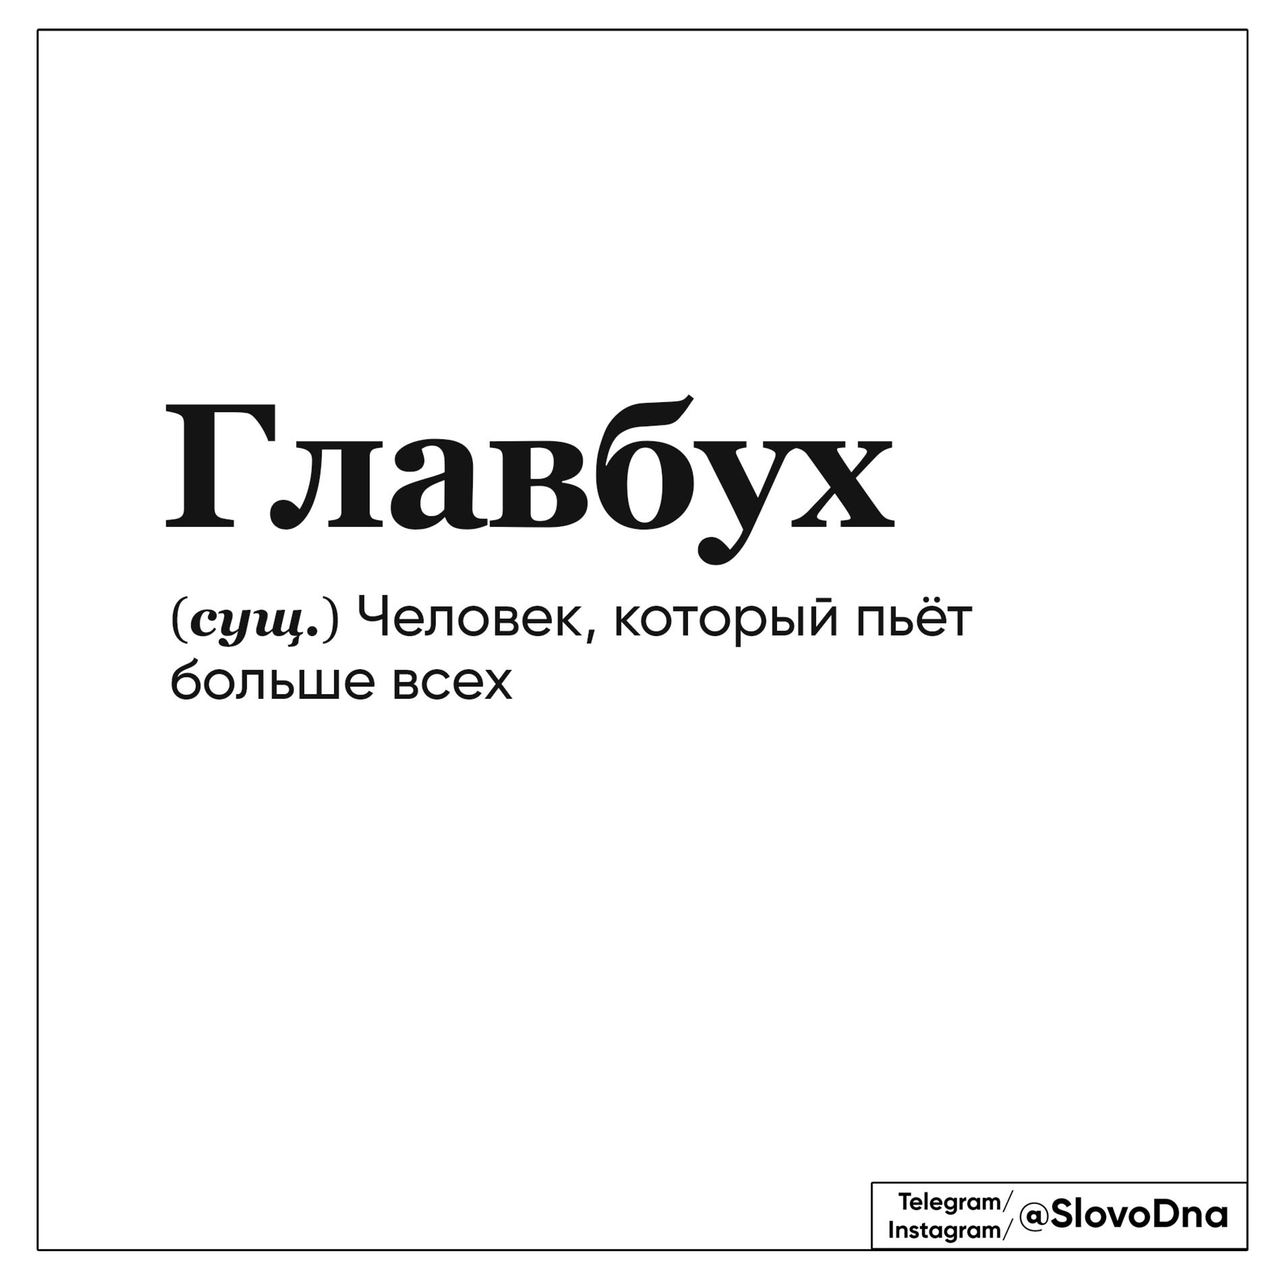 Главбух
(сущ.) Человек, который пьёт
больше всех
Telegram/
Instagram/
@SlovoDna